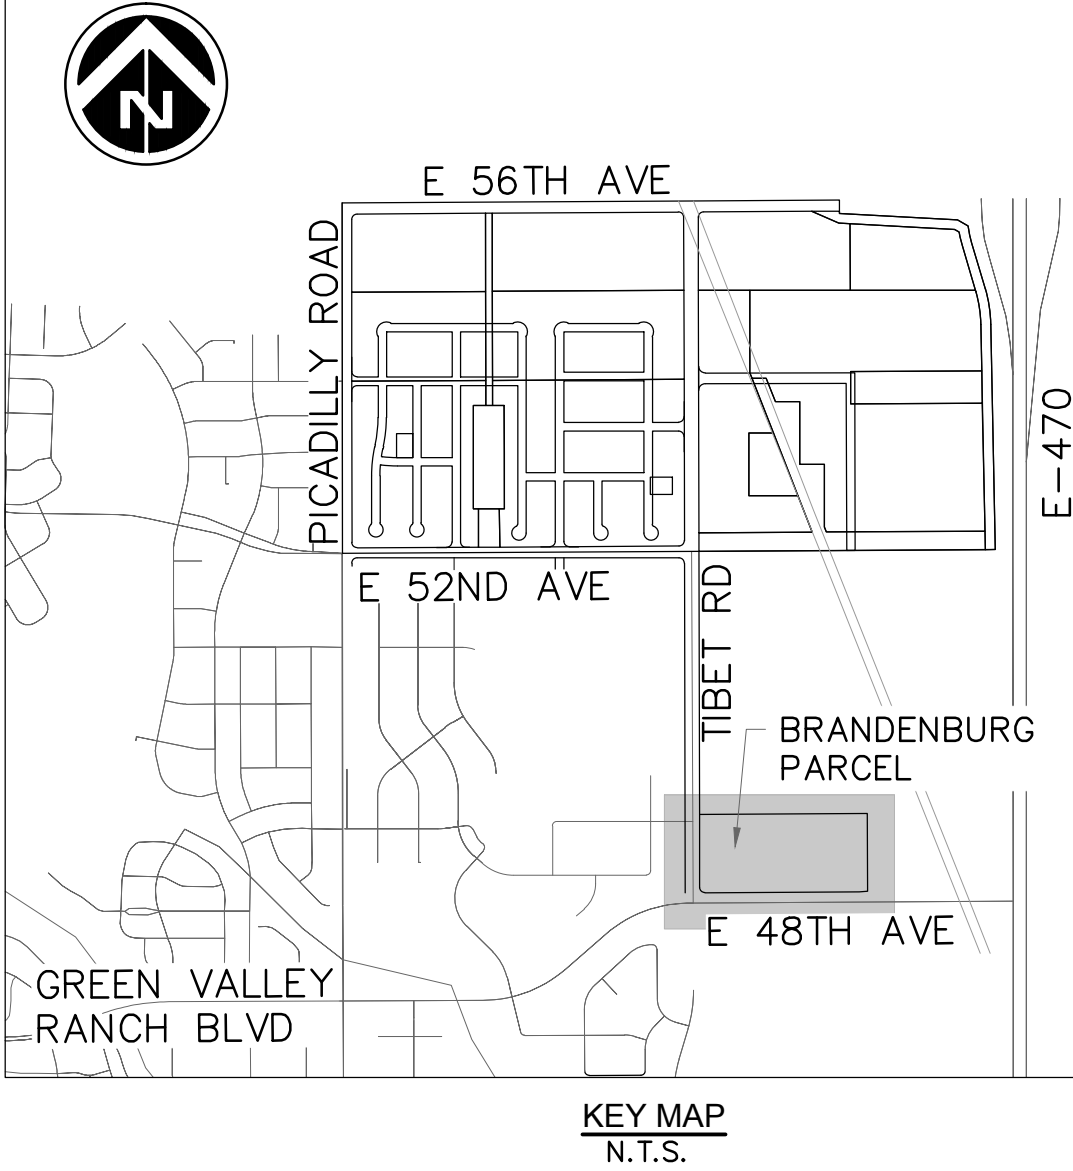 N
E 56TH AVE
PICADILLY ROAD
E-470
E 52ND AVE
TIBET RD
BRANDENBURG
PARCEL
E 48TH AVE
GREEN VALLEY
RANCH BLVD
KEY MAP
N.T.S.